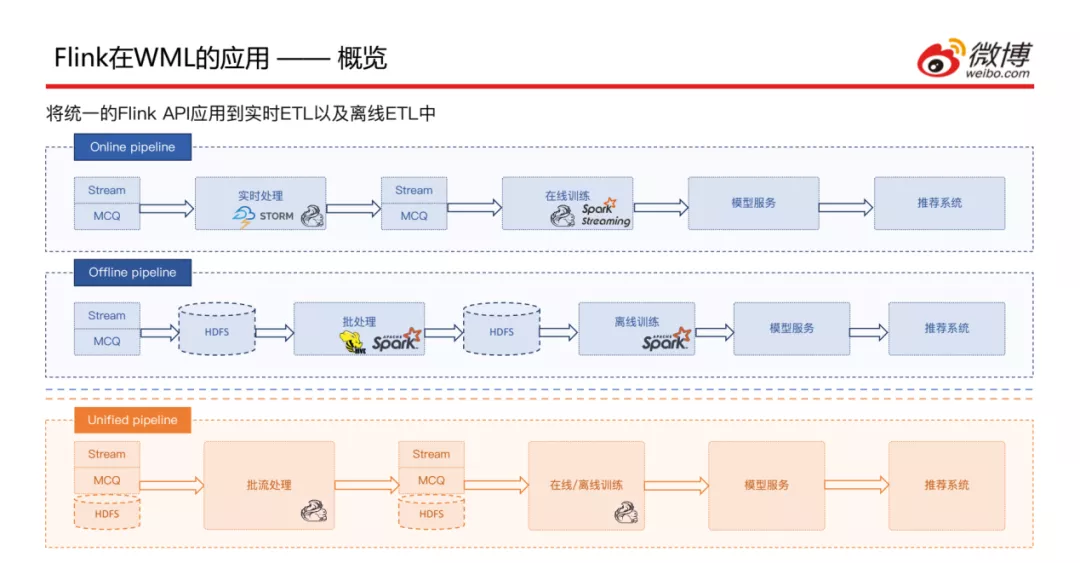 Flink在WML的应用 —— 概览
微博
weibo.com
将统一的Flink API应用到实时ETL以及离线ETL中
Online pipeline
Stream
MCQ
实时处理
STORM
Stream
MCQ
在线训练
Spark
Streaming
模型服务
推荐系统
Offline pipeline
Stream
MCQ
HDFS
批处理
HIVE
APACHE
Spark
HDFS
离线训练
APACHE
Spark
模型服务
推荐系统
Unified pipeline
Stream
MCQ
HDFS
批流处理
Stream
MCQ
HDFS
在线/离线训练
模型服务
推荐系统